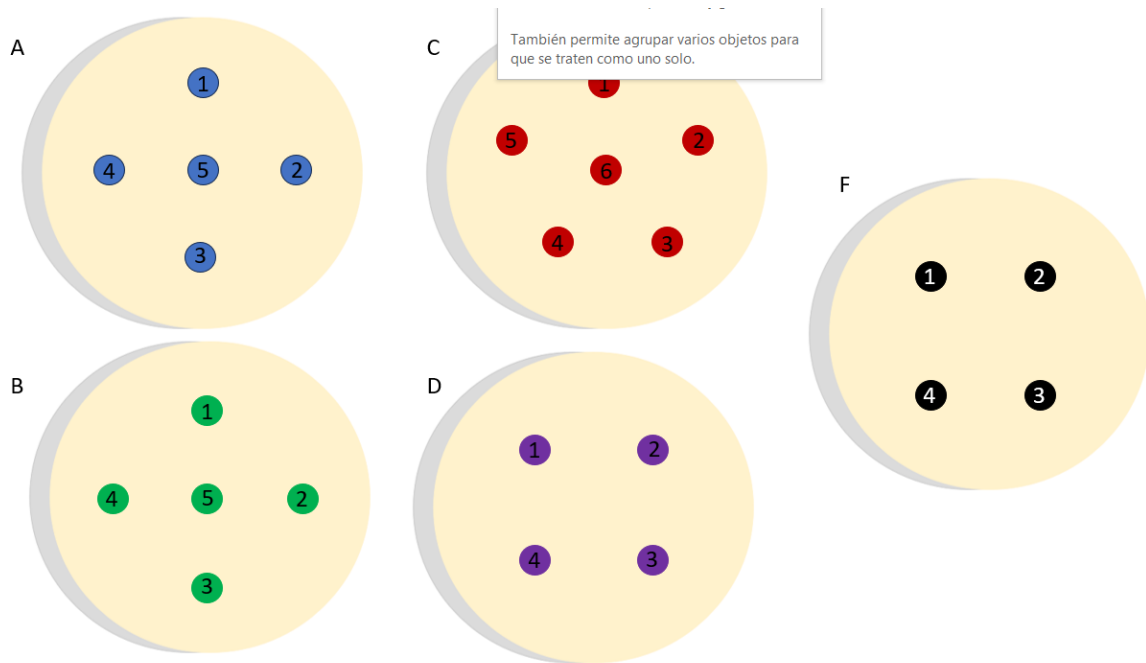 También permite agrupar varios objetos para
que se traten como uno solo.
A
1
4 5 2
3
C
1
5 2
6
4 3
F
1 2
4 3
B
1
4 5 2
3
D
1 2
4 3